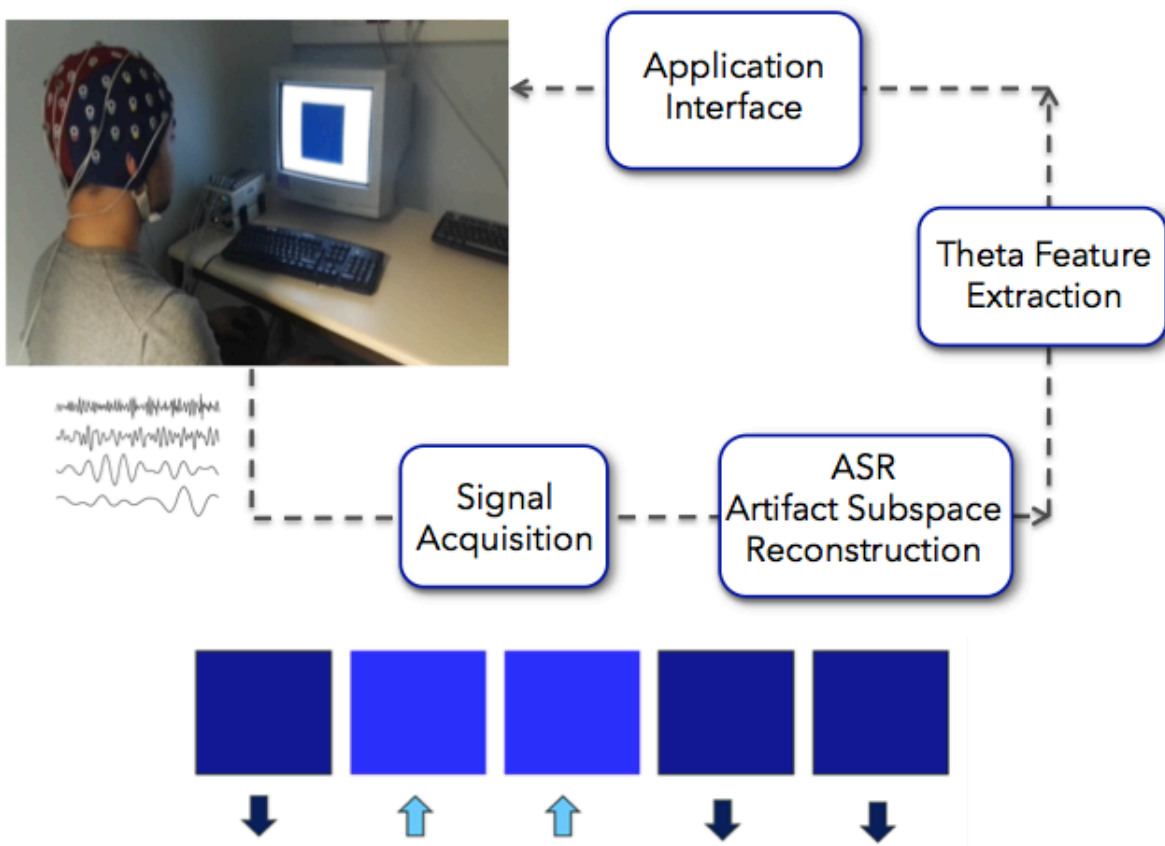 Application
Interface
Theta Feature
Extraction
Signal
Acquisition
ASR
Artifact Subspace
Reconstruction